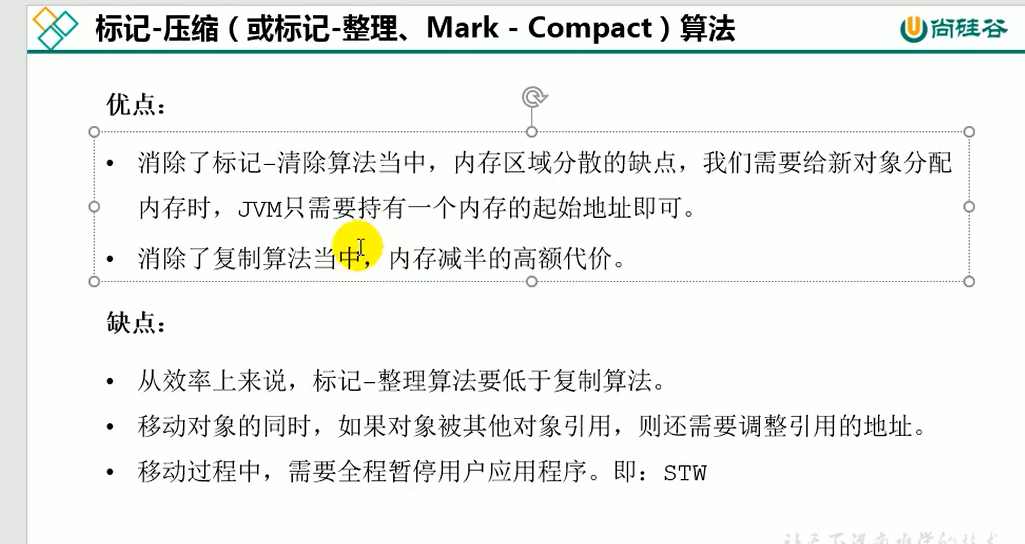 标记-压缩（或标记-整理、Mark - Compact）算法
尚硅谷
优点：
• 消除了标记-清除算法当中，内存区域分散的缺点，我们需要给新对象分配
内存时，JVM只需要持有一个内存的起始地址即可。
• 消除了复制算法当中，内存减半的高额代价。
缺点：
• 从效率上来说，标记-整理算法要低于复制算法。
• 移动对象的同时，如果对象被其他对象引用，则还需要调整引用的地址。
• 移动过程中，需要全程暂停用户应用程序。即：STW